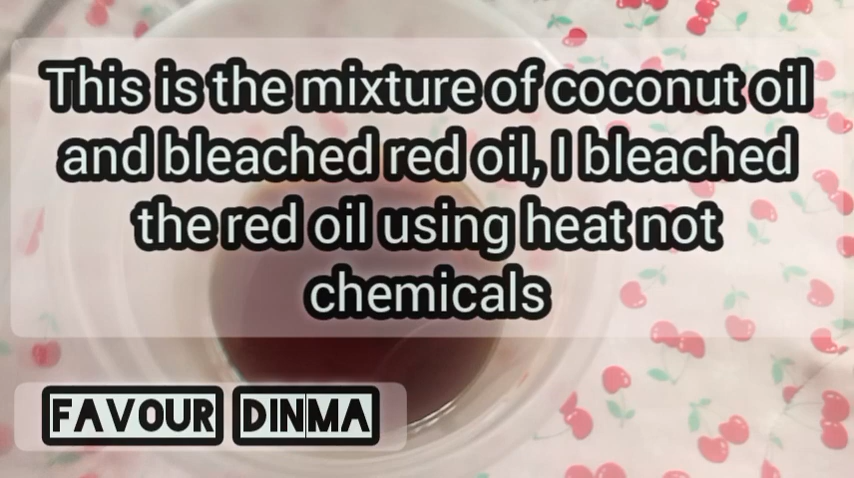 This is the mixture of coconut oil
and bleached red oil, I bleached
the red oil using heat not
chemicals
FAVOUR DINMA